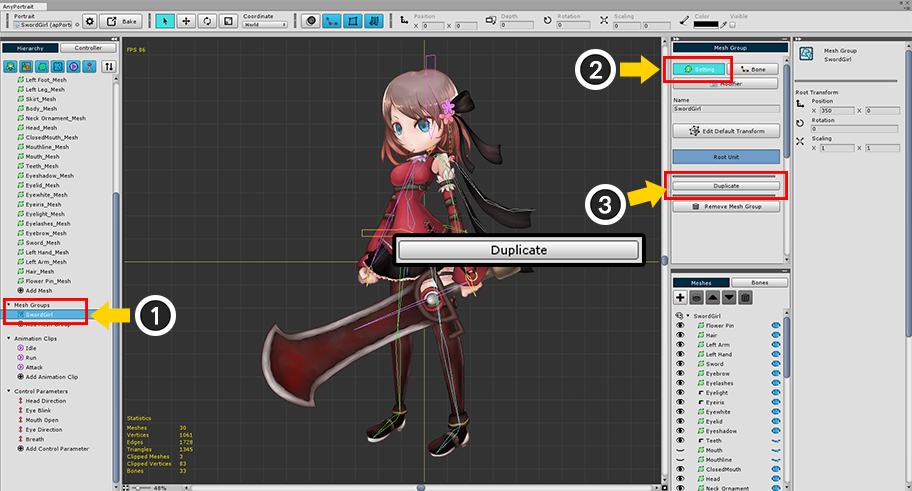 AnyPortrait
Portrait
SwordGirl (apPortrait)
Bake
Coordinate
World
Position
X 0 Y 0
Depth
0
Rotation
0
Scaling
0 0
Color
Visible
Hierarchy
Controller
Left Foot_Mesh
Left Leg_Mesh
Skirt_Mesh
Body_Mesh
Neck Ornament_Mesh
Head_Mesh
ClosedMouth_Mesh
Mouthline_Mesh
Mouth_Mesh
Teeth_Mesh
Eyeshadow_Mesh
Eyelid_Mesh
Eyewhite_Mesh
Eyeiris_Mesh
Eyelight_Mesh
Eyelashes_Mesh
Eyebrow_Mesh
Sword_Mesh
Left Hand_Mesh
Left Arm_Mesh
Hair_Mesh
Flower Pin_Mesh
Add Mesh
Mesh Groups
SwordGirl
Add Mesh Group
Animation Clips
Idle
Run
Attack
Add Animation Clip
Control Parameters
Head Direction
Eye Blink
Mouth Open
Eye Direction
Breath
Add Control Parameter
1
FPS 86
Duplicate
Statistics
Meshes 30
Vertices 1061
Edges 1728
Triangles 1345
Clipped Meshes 3
Clipped Vertices 83
Bones 33
48%
2
3
Mesh Group
Setting
Bone
Modifier
Name
SwordGirl
Edit Default Transform
Root Unit
Duplicate
Remove Mesh Group
Meshes
Bones
SwordGirl
Flower Pin
Hair
Left Arm
Left Hand
Sword
Eyebrow
Eyelashes
Eyelight
Eyeiris
Eyewhite
Eyelid
Eyeshadow
Teeth
Mouth
Mouthline
ClosedMouth
Head
Neck Ornament
Mesh Group
SwordGirl
Root Transform
Position
X 350 X 0
Rotation
0
Scaling
X 1 X 1